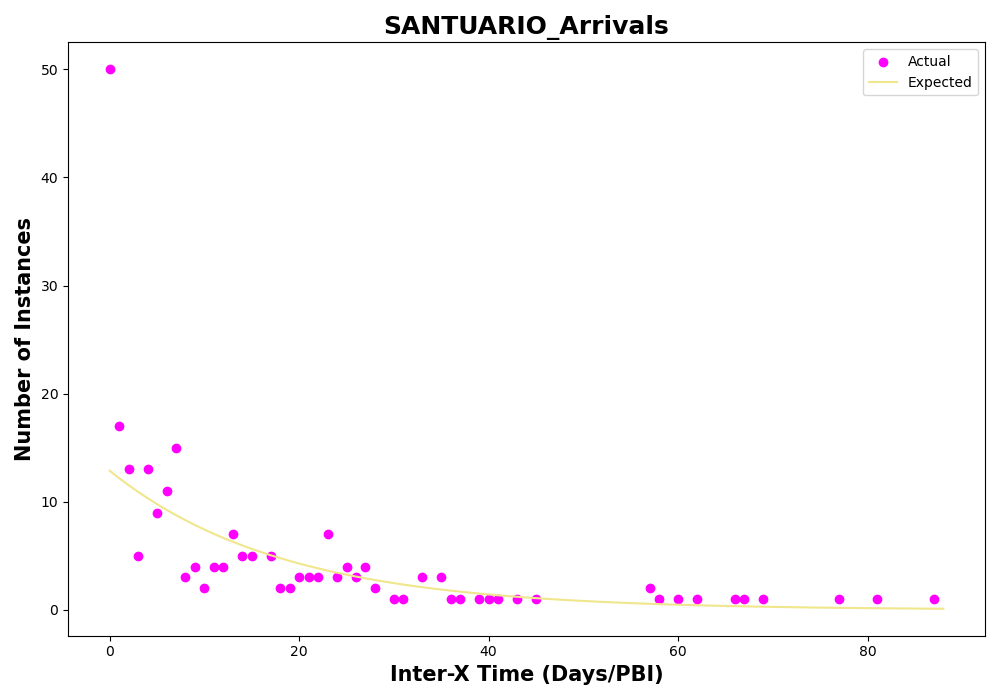 SANTUARIO_Arrivals
Actual
Expected
50
40
30
20
10
0
Number of Instances
0 20 40 60 80
Inter-X Time (Days/PBI)